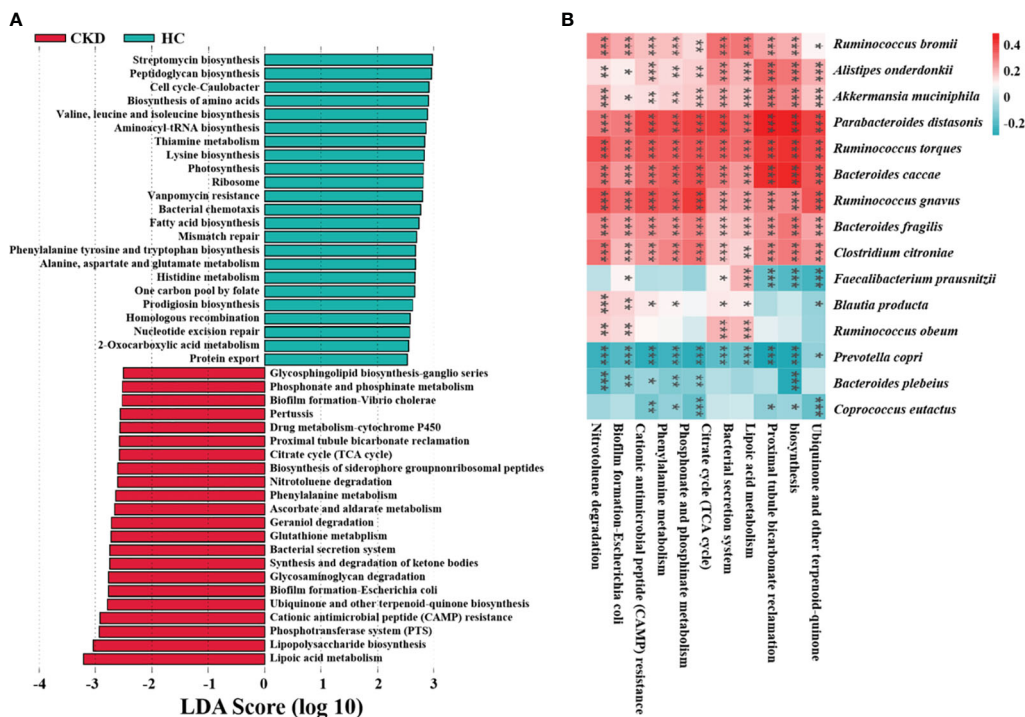 A
CKD
HC
Streptomycin biosynthesis
Peptidoglycan biosynthesis
Cell cycle-Caulobacter
Biosynthesis of amino acids
Valine, leucine and isoleucine biosynthesis
Aminoacyl-tRNA biosynthesis
Thiamine metabolism
Lysine biosynthesis
Photosynthesis
Ribosome
Vanpomycin resistance
Bacterial chemotaxis
Fatty acid biosynthesis
Mismatch repair
Phenylalanine tyrosine and tryptophan biosynthesis
Alanine, aspartate and glutamate metabolism
Histidine metabolism
One carbon pool by folate
Prodigiosin biosynthesis
Homologous recombination
Nucleotide excision repair
2-Oxocarboxylic acid metabolism
Protein export
Glycosphingolipid biosynthesis-ganglio series
Phosphonate and phosphinate metabolism
Biofilm formation-Vibrio cholerae
Pertussis
Drug metabolism-cytochrome P450
Proximal tubule bicarbonate reclamation
Citrate cycle (TCA cycle)
Biosynthesis of siderophore groupnonribosomal peptides
Nitrotoluene degradation
Phenylalanine metabolism
Ascorbate and aldarate metabolism
Geraniol degradation
Glutathione metabplism
Bacterial secretion system
Synthesis and degradation of ketone bodies
Glycosaminoglycan degradation
Biofilm formation-Escherichia coli
Ubiquinone and other terpenoid-quinone biosynthesis
Cationic antimicrobial peptide (CAMP) resistance
Phosphotransferase system (PTS)
Lipopolysaccharide biosynthesis
Lipoic acid metabolism
-4 -3 -2 -1 0 1 2 3
LDA Score (log 10)
B
Ruminococcus bromii
Alistipes onderdonkii
Akkermansia muciniphila
Parabacteroides distasonis
Ruminococcus torques
Bacteroides caccae
Ruminococcus gnavus
Bacteroides fragilis
Clostridium citroniae
Faecalibacterium prausnitzii
Blautia producta
Ruminococcus obeum
Prevotella copri
Bacteroides plebeius
Coprococcus eutactus
0.4
0.2
0
-0.2
Nitrotoluene degradation
Biofilm formation-Escherichia coli
Cationic antimicrobial peptide (CAMP) resistance
Phenylalanine metabolism
Phosphonate and phosphinate metabolism
Citrate cycle (TCA cycle)
Bacterial secretion system
Lipoic acid metabolism
Proximal tubule bicarbonate reclamation
biosynthesis
Ubiquinone and other terpenoid-quinone